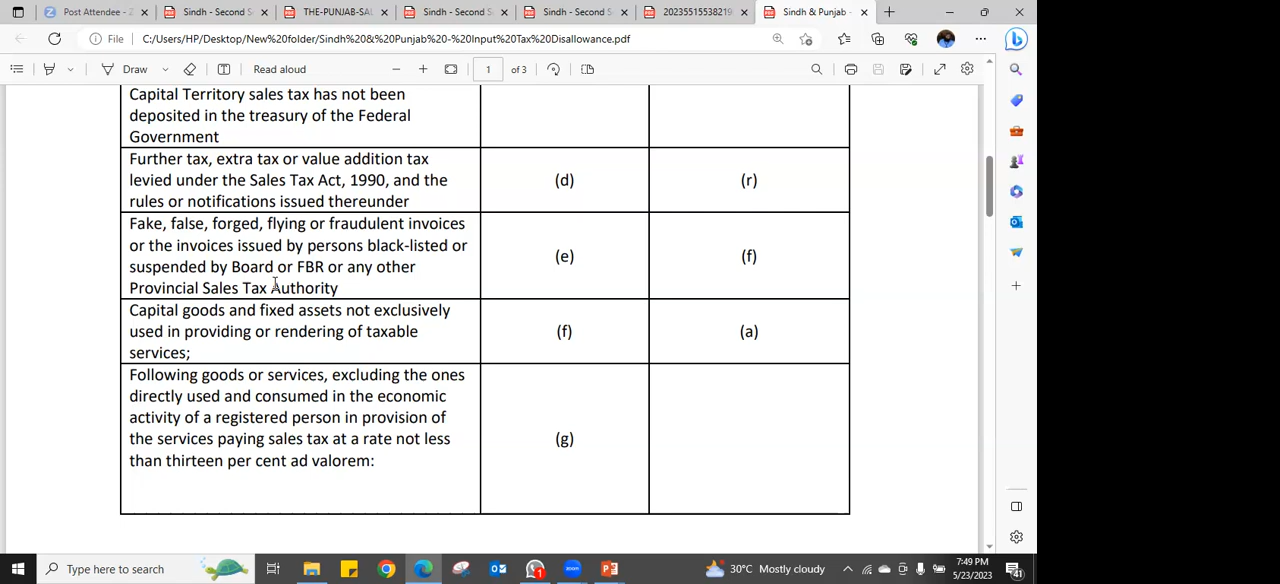 Post Attendee - Z
Sindh - Second S
THE-PUNJAB-SA
Sindh - Second S
Sindh - Second S
20235515538219
Sindh & Punjab -
File
C:/Users/HP/Desktop/New%20folder/Sindh%20&%20Punjab%20-%20Input%20Tax%20Disallowance.pdf
Draw
Read aloud
1
of 3
Capital Territory sales tax has not been
deposited in the treasury of the Federal
Government
Further tax, extra tax or value addition tax
levied under the Sales Tax Act, 1990, and the
rules or notifications issued thereunder
(d)
(r)
Fake, false, forged, flying or fraudulent invoices
or the invoices issued by persons black-listed or
suspended by Board or FBR or any other
Provincial Sales Tax Authority
(e)
(f)
Capital goods and fixed assets not exclusively
used in providing or rendering of taxable
services;
(f)
(a)
Following goods or services, excluding the ones
directly used and consumed in the economic
activity of a registered person in provision of
the services paying sales tax at a rate not less
than thirteen per cent ad valorem:
(g)
Type here to search
1
zoom
30°C Mostly cloudy
7:49 PM
5/23/2023
41